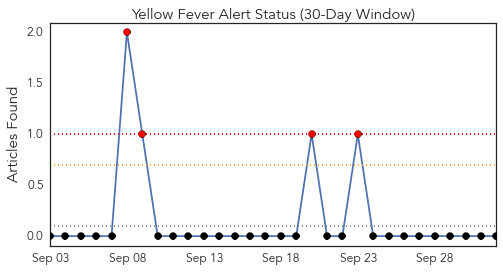 Yellow Fever Alert Status (30-Day Window)
Articles Found
2.0
1.5
1.0
0.5
0.0
Sep 03 Sep 08 Sep 13 Sep 18 Sep 23 Sep 28